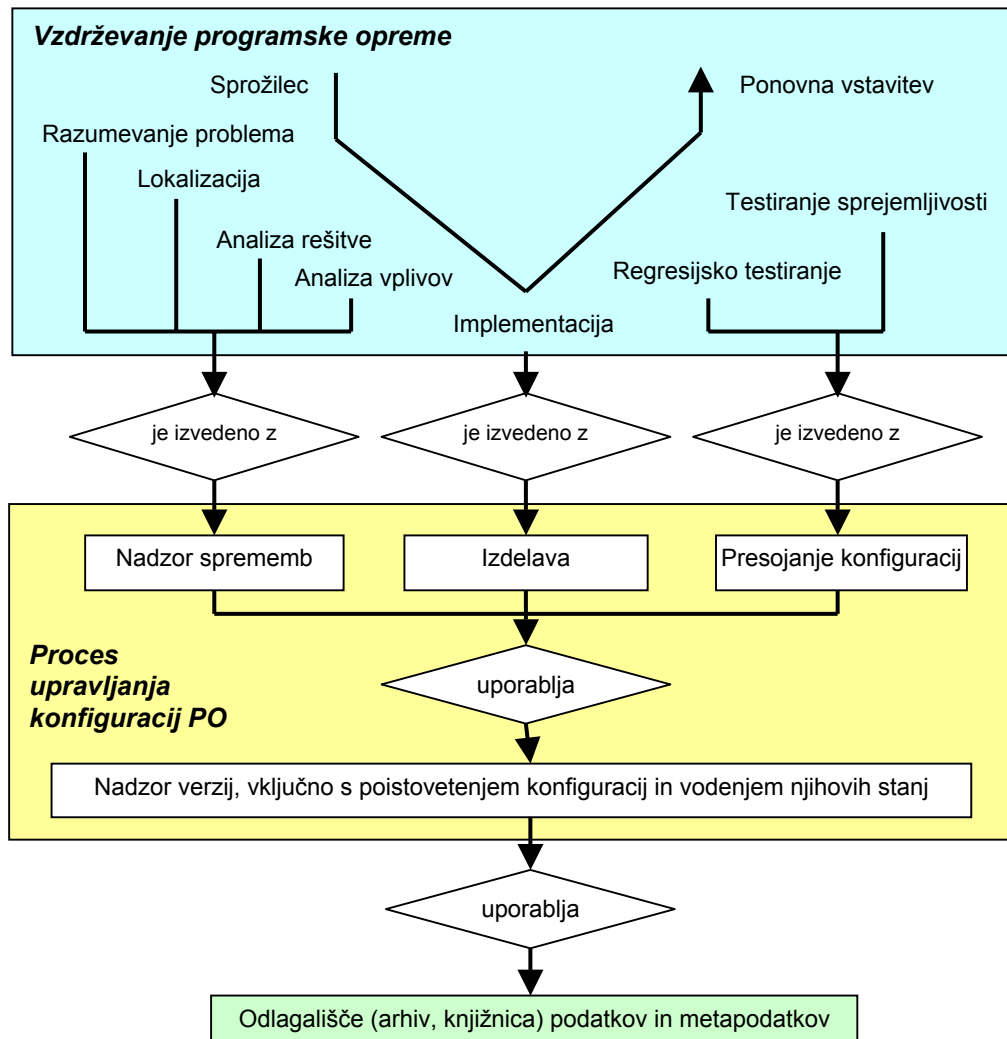 Vzdrževanje programske opreme
Sprožilec
Ponovna vstavitev
Razumevanje problema
Lokalizacija
Testiranje sprejemljivosti
Analiza rešitve
Analiza vplivov
Regresijsko testiranje
Implementacija
je izvedeno z
je izvedeno z
je izvedeno z
Nadzor sprememb
Izdelava
Presojanje konfiguracij
Proces
upravljanja
konfiguracij PO
uporablja
Nadzor verzij, vključno s poistovetenjem konfiguracij in vodenjem njihovih stanj
uporablja
Odlagališče (arhiv, knjižnica) podatkov in metapodatkov